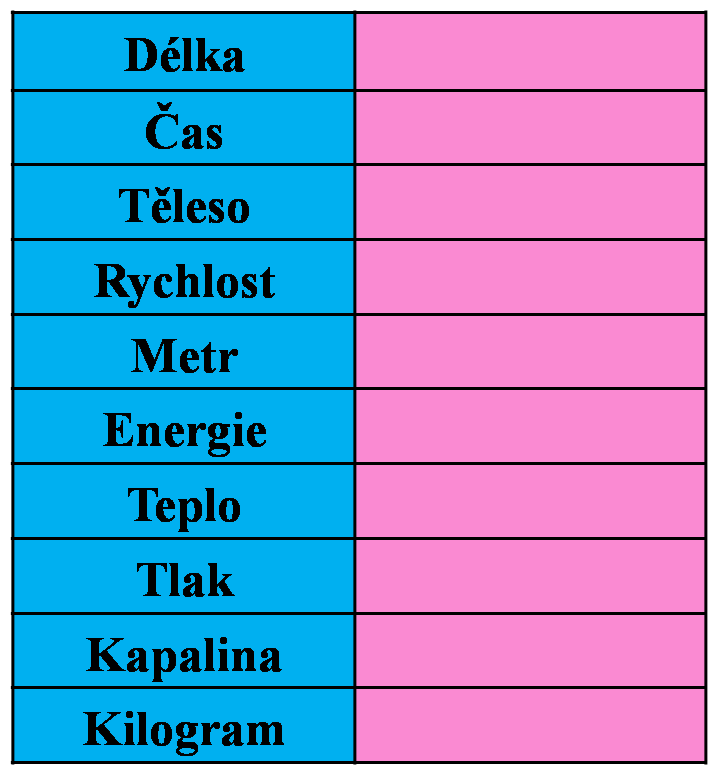 Délka
Čas
Těleso
Rychlost
Metr
Energie
Teplo
Tlak
Kapalina
Kilogram